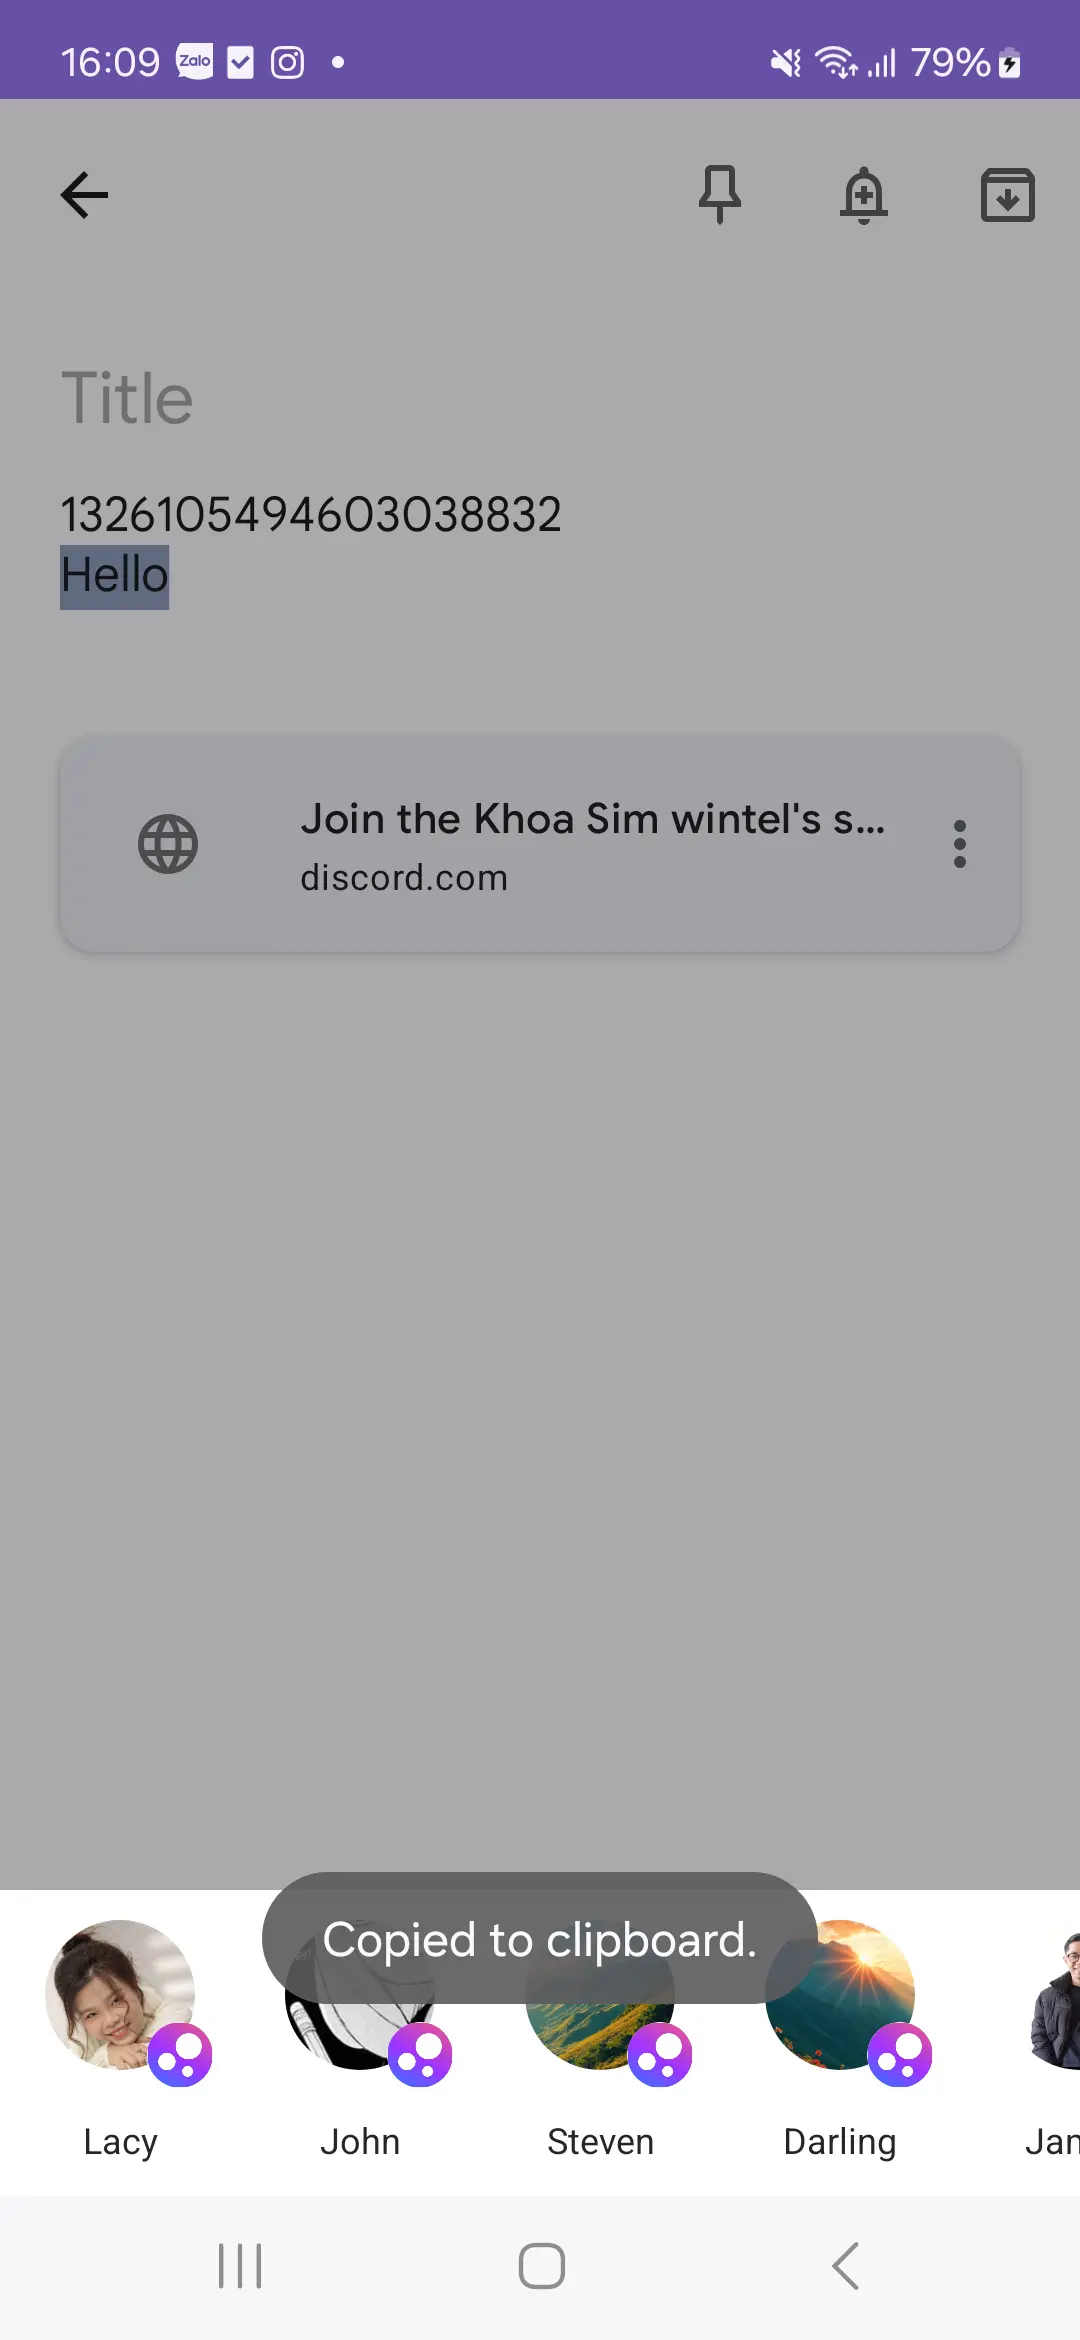 16:09 Zalo 79%
Title
1326105494603038832
Hello
Join the Khoa Sim wintel's s...
discord.com
Copied to clipboard.
Lacy John Steven Darling Jan